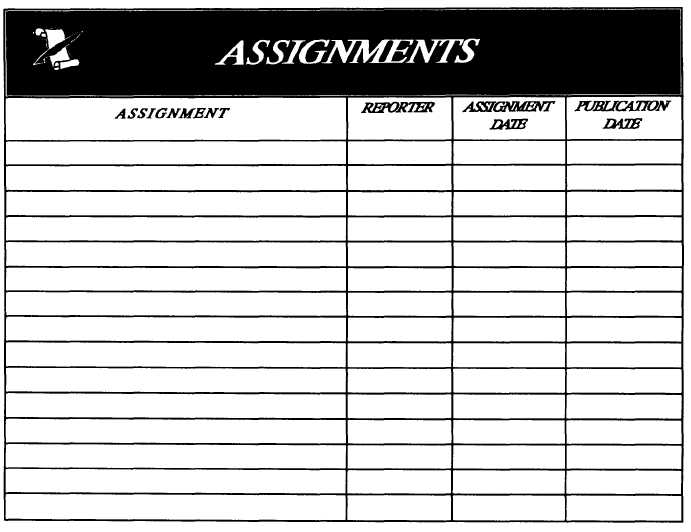 ASSIGNMENTS
ASSIGNMENT
REPORTER
ASSIGNMENT
DATE
PUBLICATION
DATE